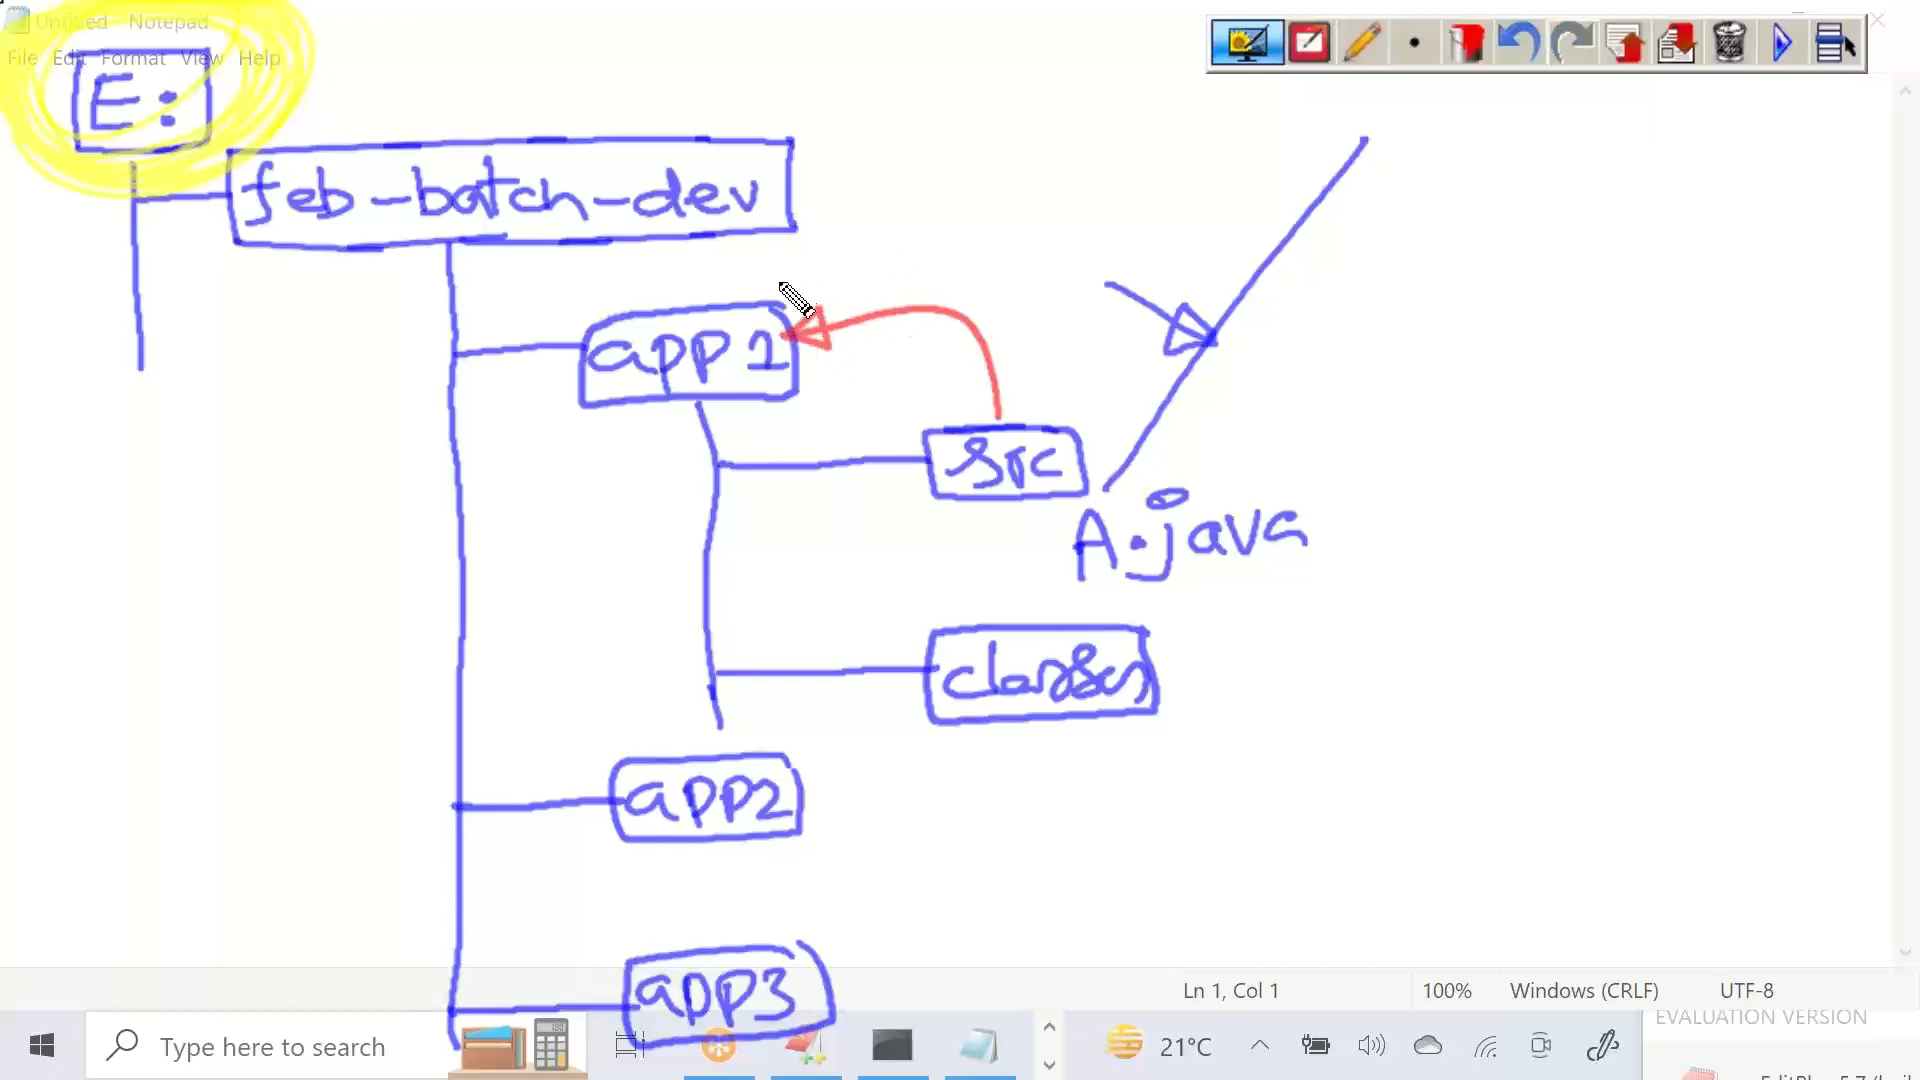 Untitled - Notepad
File Edit Format View Help
E:
feb-batch-dev
app1
src
A.java
classes
app2
app3
Ln 1, Col 1
100%
Windows (CRLF)
UTF-8
EVALUATION VERSION
Type here to search
21°C